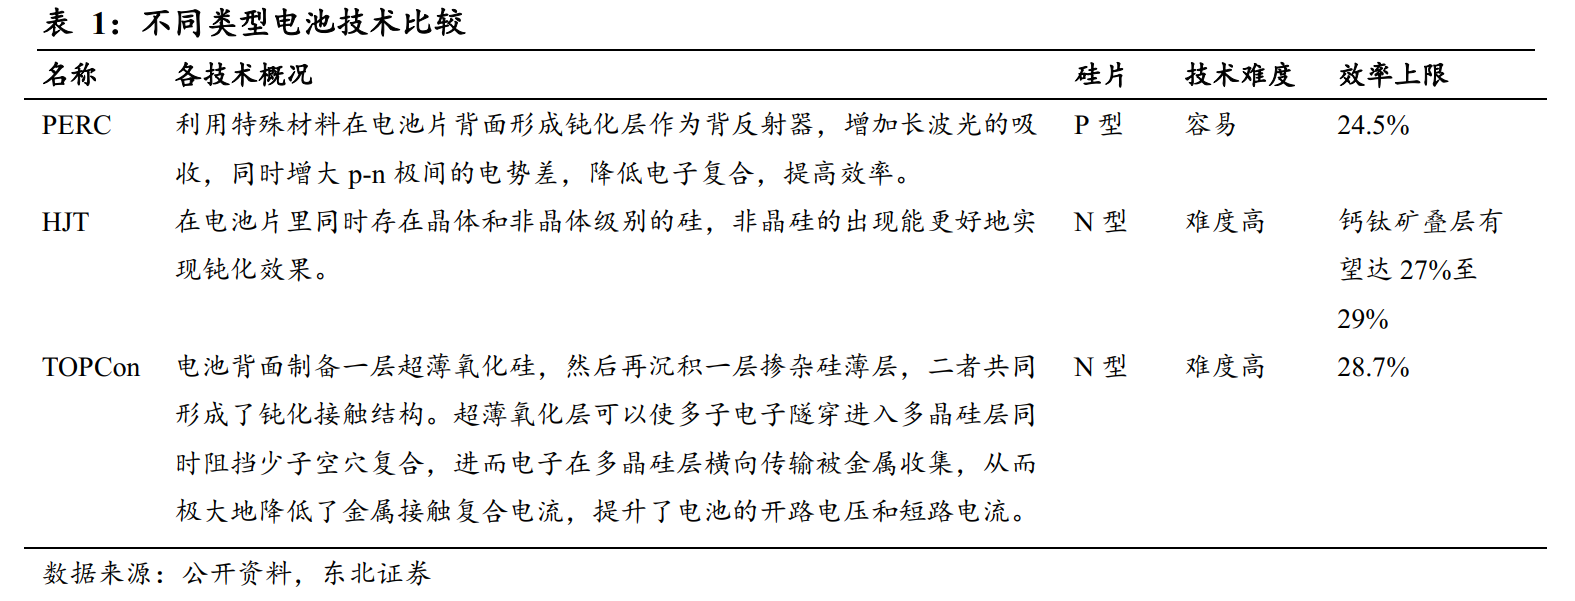 表 1：不同类型电池技术比较
名称 各技术概况 硅片 技术难度 效率上限
PERC 利用特殊材料在电池片背面形成钝化层作为背反射器，增加长波光的吸 P 型 容易 24.5%
收，同时增大 p-n 极间的电势差，降低电子复合，提高效率。
HJT 在电池片里同时存在晶体和非晶体级别的硅，非晶硅的出现能更好地实 N 型 难度高 钙钛矿叠层有
现钝化效果。 望达 27%至
29%
TOPCon 电池背面制备一层超薄氧化硅，然后再沉积一层掺杂硅薄层，二者共同 N 型 难度高 28.7%
形成了钝化接触结构。超薄氧化层可以使多子电子隧穿进入多晶硅层同
时阻挡少子空穴复合，进而电子在多晶硅层横向传输被金属收集，从而
极大地降低了金属接触复合电流，提升了电池的开路电压和短路电流。
数据来源：公开资料，东北证券